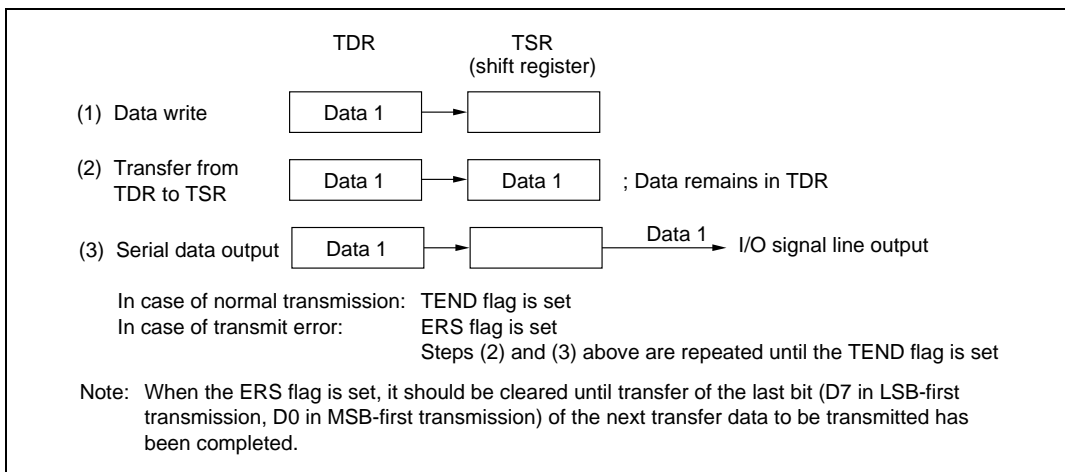 TDR TSR
(shift register)
(1) Data write Data 1
(2) Transfer from
TDR to TSR Data 1 Data 1 ; Data remains in TDR
(3) Serial data output Data 1 Data 1 I/O signal line output
In case of normal transmission: TEND flag is set
In case of transmit error: ERS flag is set
Steps (2) and (3) above are repeated until the TEND flag is set
Note: When the ERS flag is set, it should be cleared until transfer of the last bit (D7 in LSB-first
transmission, D0 in MSB-first transmission) of the next transfer data to be transmitted has
been completed.